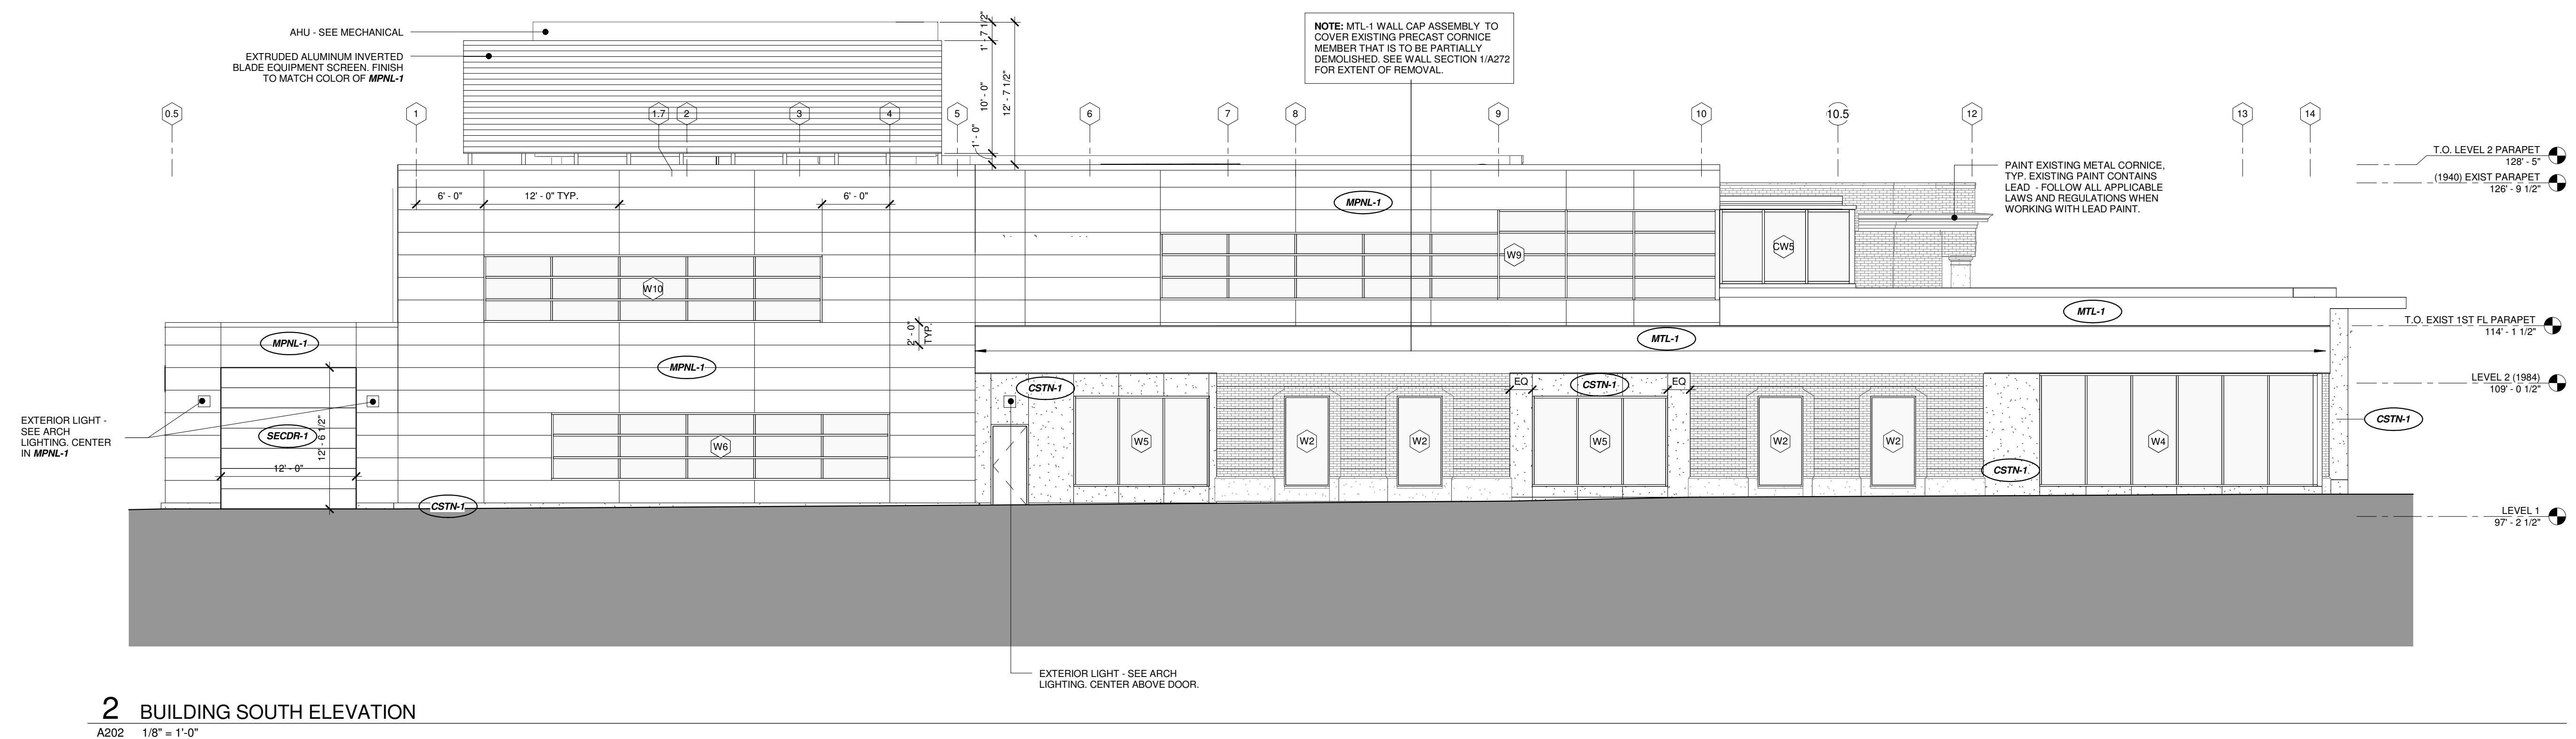 AHU - SEE MECHANICAL
EXTRUDED ALUMINUM INVERTED
BLADE EQUIPMENT SCREEN. FINISH
TO MATCH COLOR OF MPNL-1
1' - 7 1/2"
10' - 0"
12' - 7 1/2"
1' - 0"
NOTE: MTL-1 WALL CAP ASSEMBLY TO
COVER EXISTING PRECAST CORNICE
MEMBER THAT IS TO BE PARTIALLY
DEMOLISHED. SEE WALL SECTION 1/A272
FOR EXTENT OF REMOVAL.
0.5
1
1.7
2
3
4
5
6
7
8
9
10
10.5
12
13
14
T.O. LEVEL 2 PARAPET
128' - 5"
(1940) EXIST PARAPET
126' - 9 1/2"
PAINT EXISTING METAL CORNICE,
TYP. EXISTING PAINT CONTAINS
LEAD - FOLLOW ALL APPLICABLE
LAWS AND REGULATIONS WHEN
WORKING WITH LEAD PAINT.
6' - 0"
12' - 0" TYP.
6' - 0"
MPNL-1
CW5
W9
W10
MTL-1
T.O. EXIST 1ST FL PARAPET
114' - 1 1/2"
2' - 0"
TYP.
MPNL-1
MTL-1
MPNL-1
CSTN-1
EQ
CSTN-1
EQ
LEVEL 2 (1984)
109' - 0 1/2"
EXTERIOR LIGHT -
SEE ARCH
LIGHTING. CENTER
IN MPNL-1
SECDR-1
12' - 6 1/2"
12' - 0"
W6
W5
W2
W2
W5
W2
W2
W4
CSTN-1
CSTN-1
CSTN-1
LEVEL 1
97' - 2 1/2"
EXTERIOR LIGHT - SEE ARCH
LIGHTING. CENTER ABOVE DOOR.
2 BUILDING SOUTH ELEVATION
A202 1/8" = 1'-0"